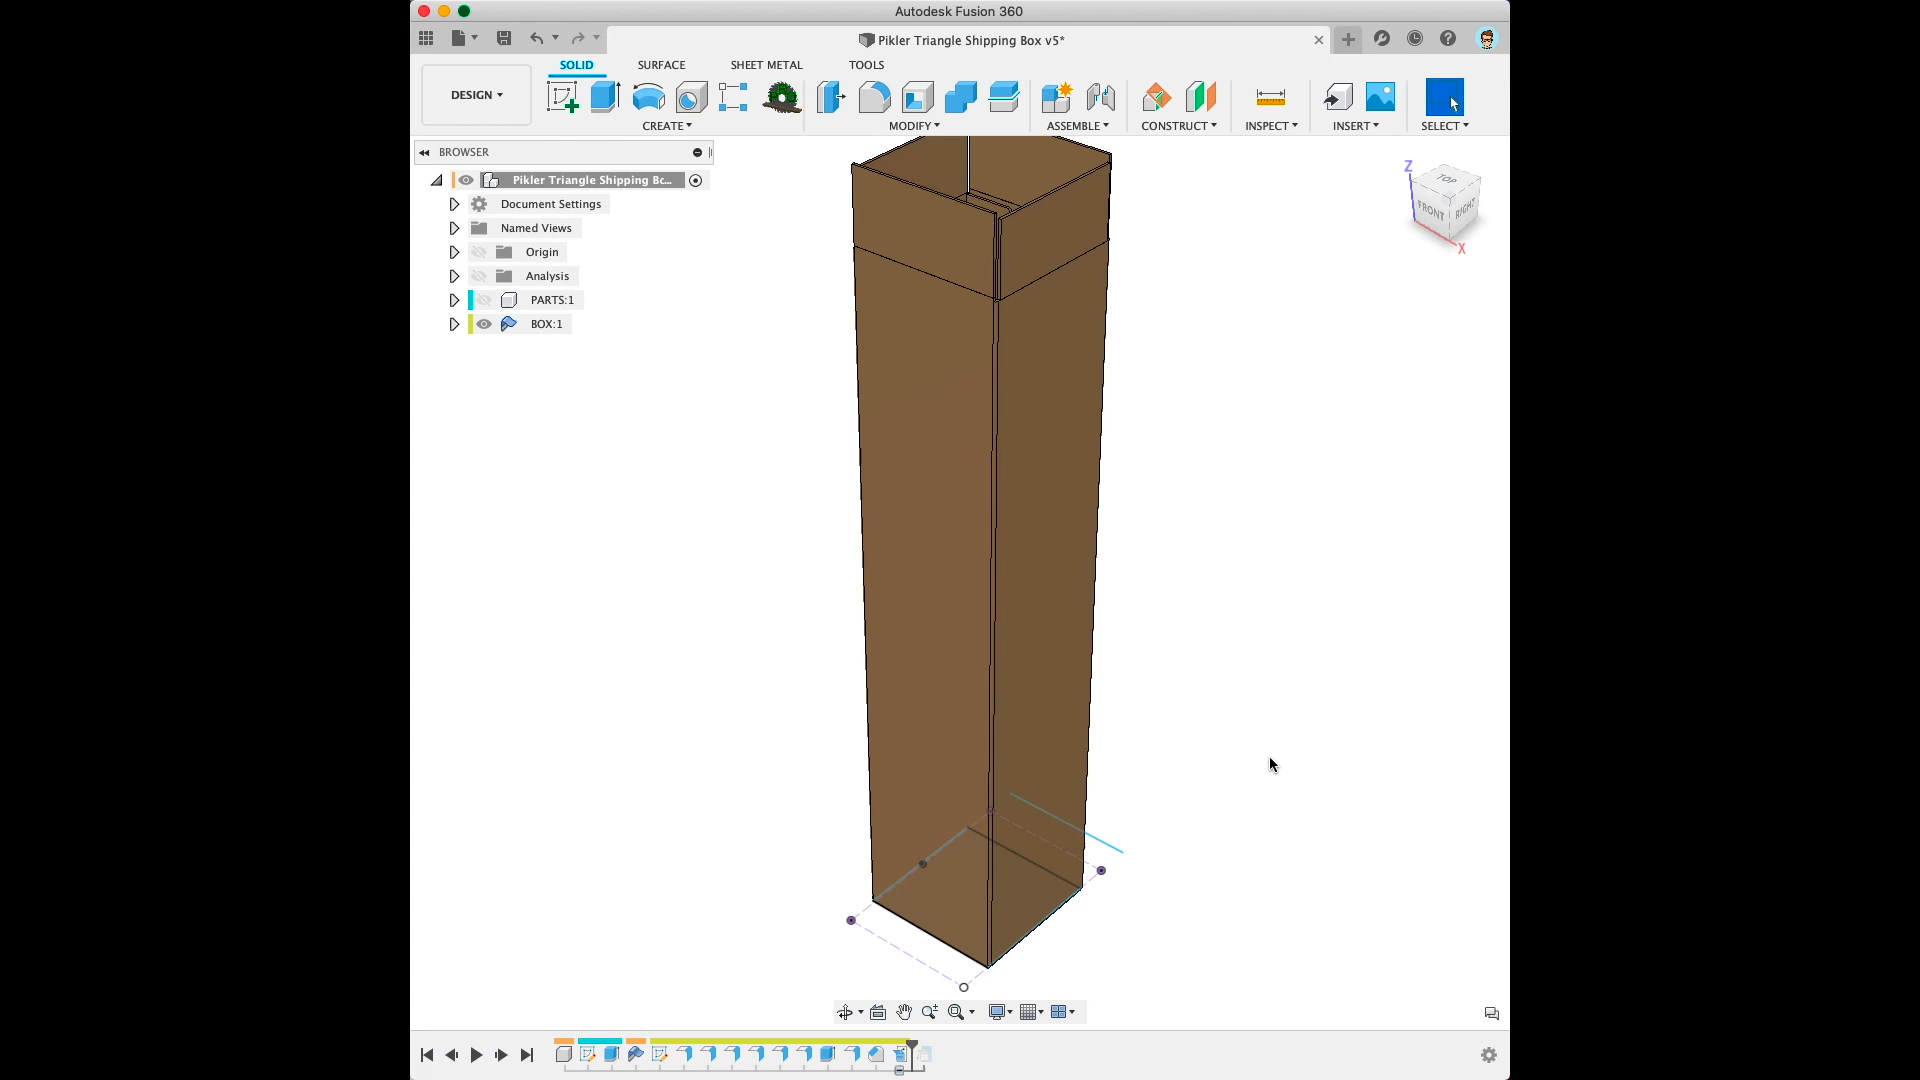 Autodesk Fusion 360
Pikler Triangle Shipping Box v5*
SOLID SURFACE SHEET METAL TOOLS
DESIGN
CREATE MODIFY ASSEMBLE CONSTRUCT INSPECT INSERT SELECT
BROWSER
Pikler Triangle Shipping Bc...
Document Settings
Named Views
Origin
Analysis
PARTS:1
BOX:1
Z
TOP
FRONT RIGHT
X